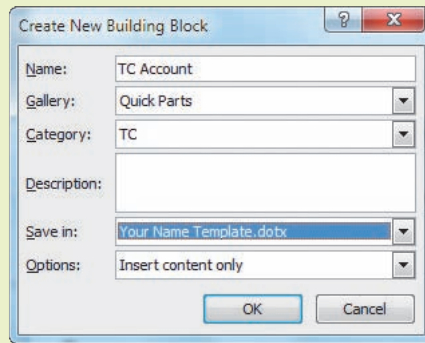 Create New Building Block
Name: TC Account
Gallery: Quick Parts
Category: TC
Description:
Save in: Your Name Template.dotx
Options: Insert content only
OK Cancel